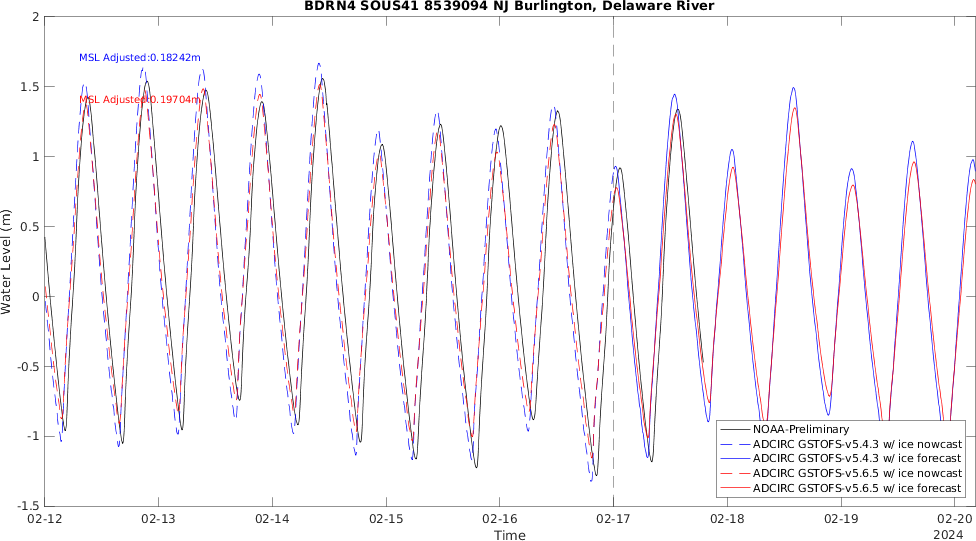 BDRN4 SOUS41 8539094 NJ Burlington, Delaware River
2
1.5
1
0.5
0
-0.5
-1
-1.5
Water Level (m)
MSL Adjusted:0.18242m
MSL Adjusted:0.19704m
NOAA-Preliminary
ADCIRC GSTOFS-v5.4.3 w/ ice nowcast
ADCIRC GSTOFS-v5.4.3 w/ ice forecast
ADCIRC GSTOFS-v5.6.5 w/ ice nowcast
ADCIRC GSTOFS-v5.6.5 w/ ice forecast
02-12 02-13 02-14 02-15 02-16 02-17 02-18 02-19 02-20
2024
Time